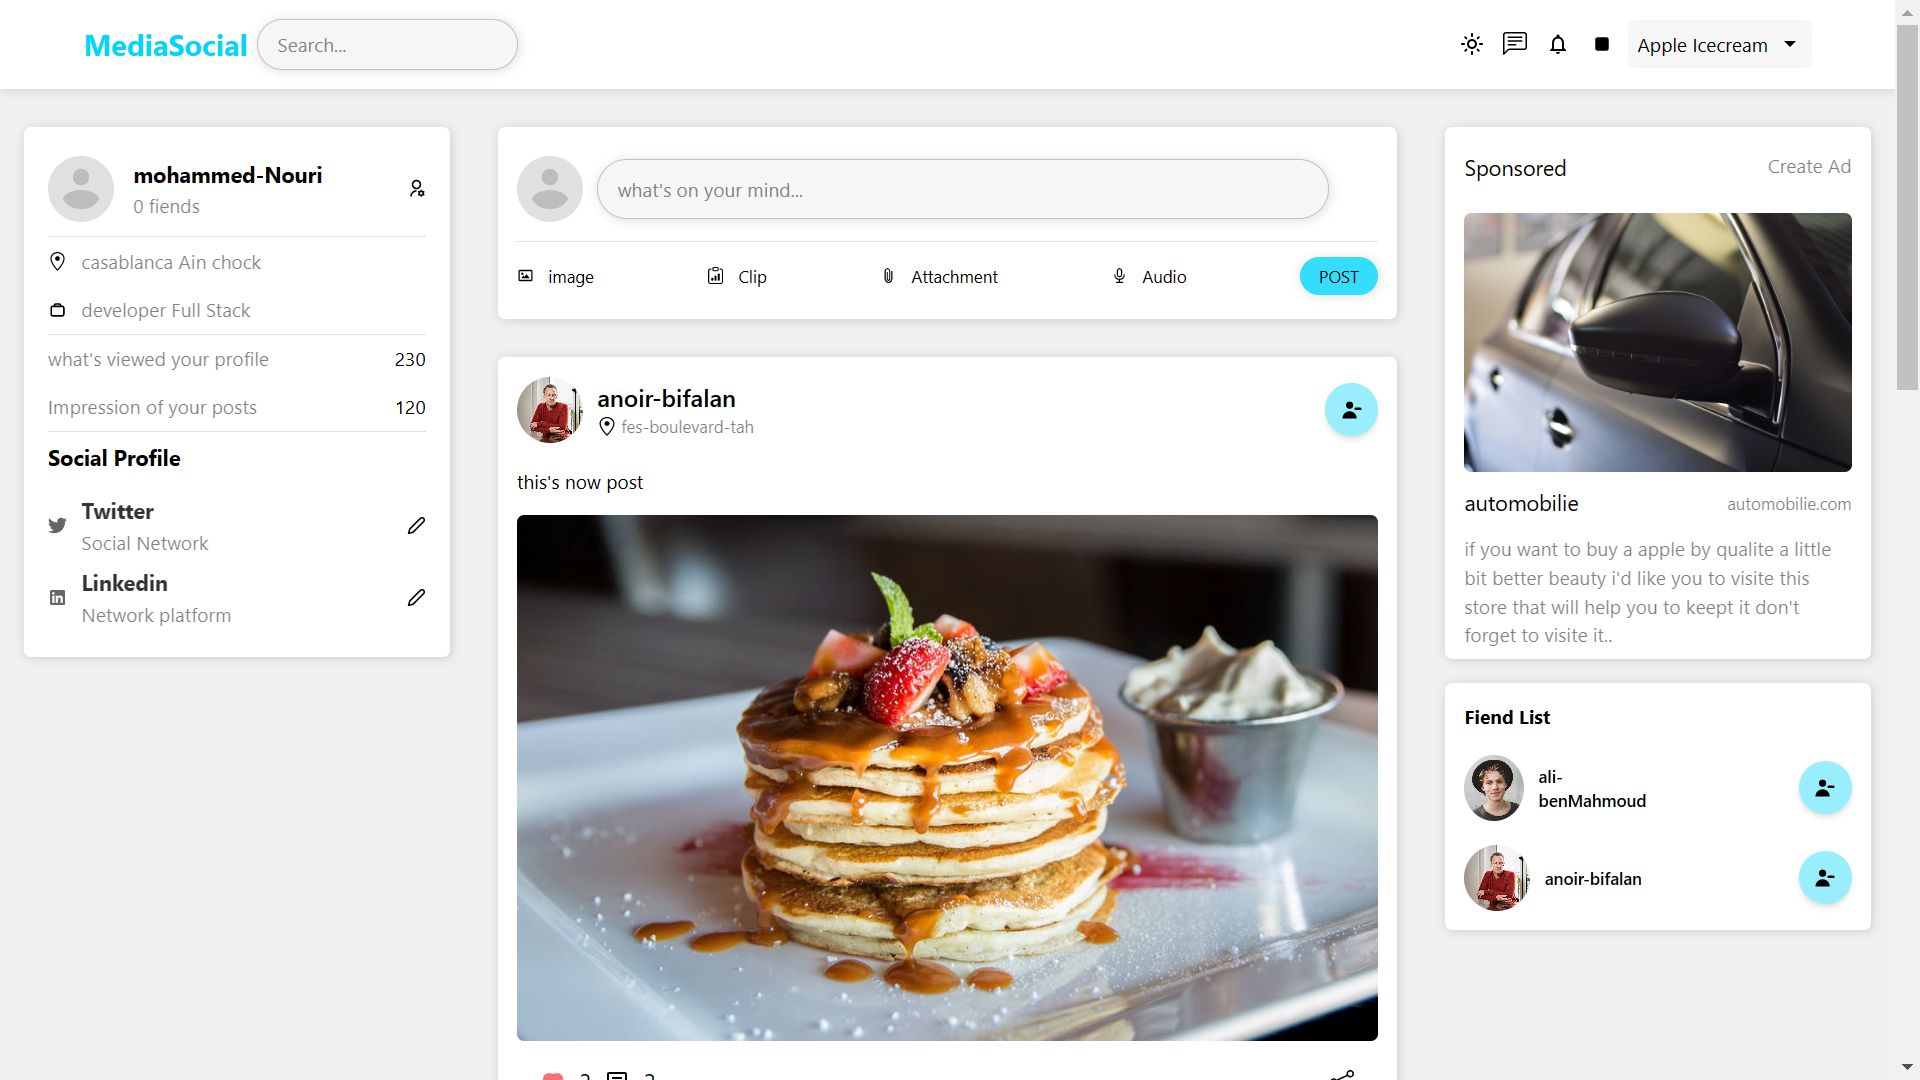 MediaSocial
Search...
Apple Icecream
mohammed-Nouri
0 fiends
casablanca Ain chock
developer Full Stack
what's viewed your profile 230
Impression of your posts 120
Social Profile
Twitter
Social Network
Linkedin
Network platform
what's on your mind...
image Clip Attachment Audio POST
anoir-bifalan
fes-boulevard-tah
this's now post
Sponsored Create Ad
automobilie automobilie.com
if you want to buy a apple by qualite a little
bit better beauty i'd like you to visite this
store that will help you to keept it don't
forget to visite it..
Fiend List
ali-
benMahmoud
anoir-bifalan